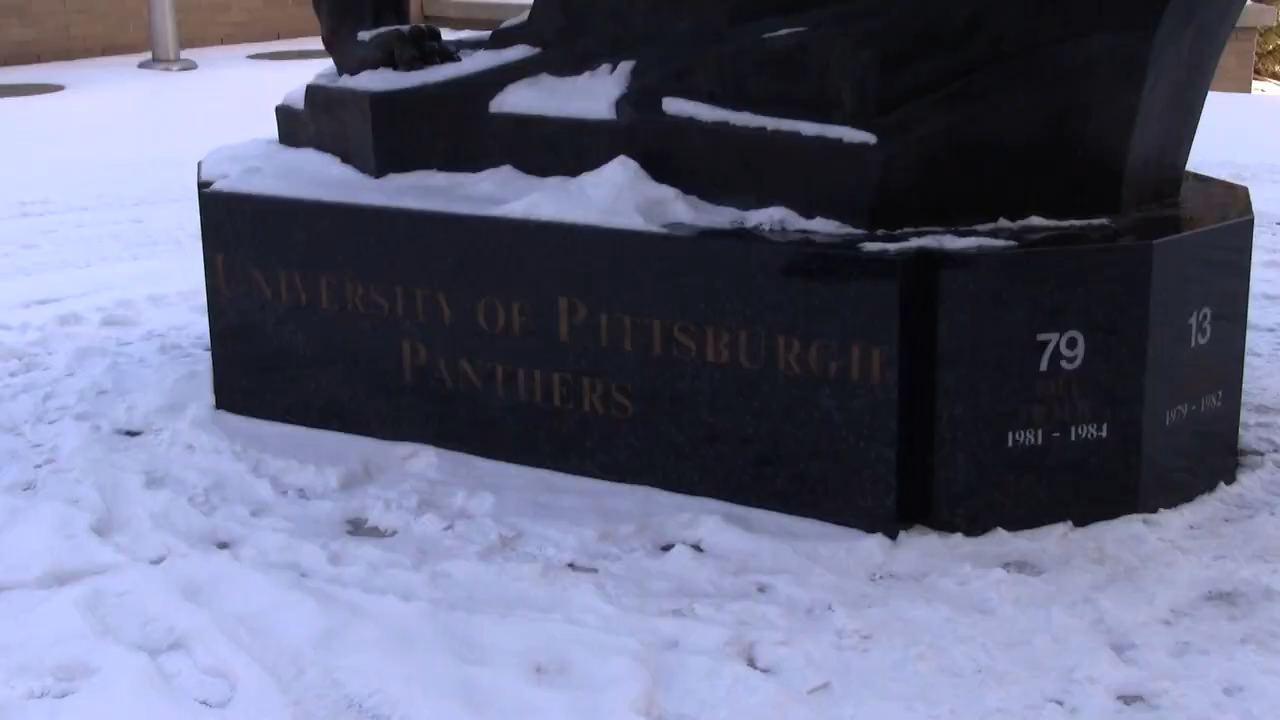 UNIVERSITY OF PITTSBURGH
PANTHERS
79
1981 - 1984
13
1979 - 1982